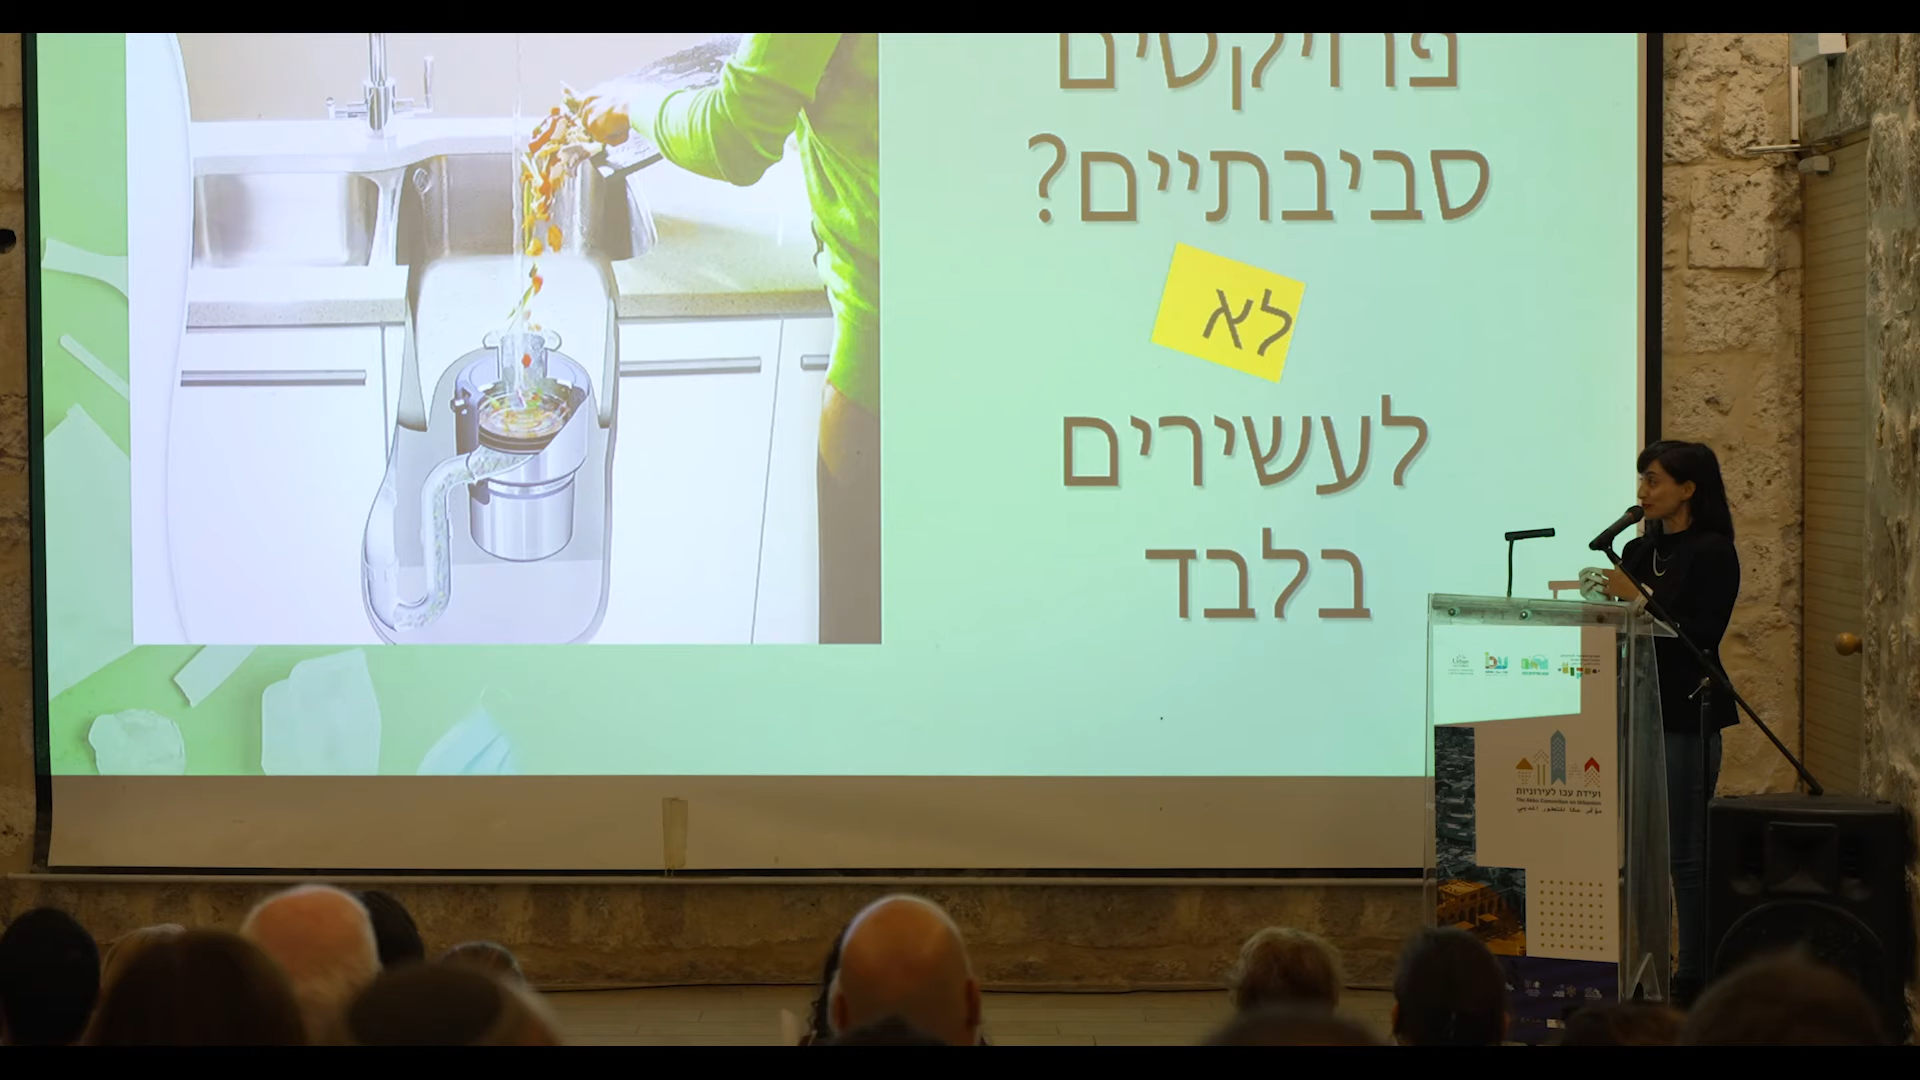 פרויקטים
סביבתיים?
לא
לעשירים
בלבד
ועידת עכו לעירוניות
The Akko Convention on Urbanism